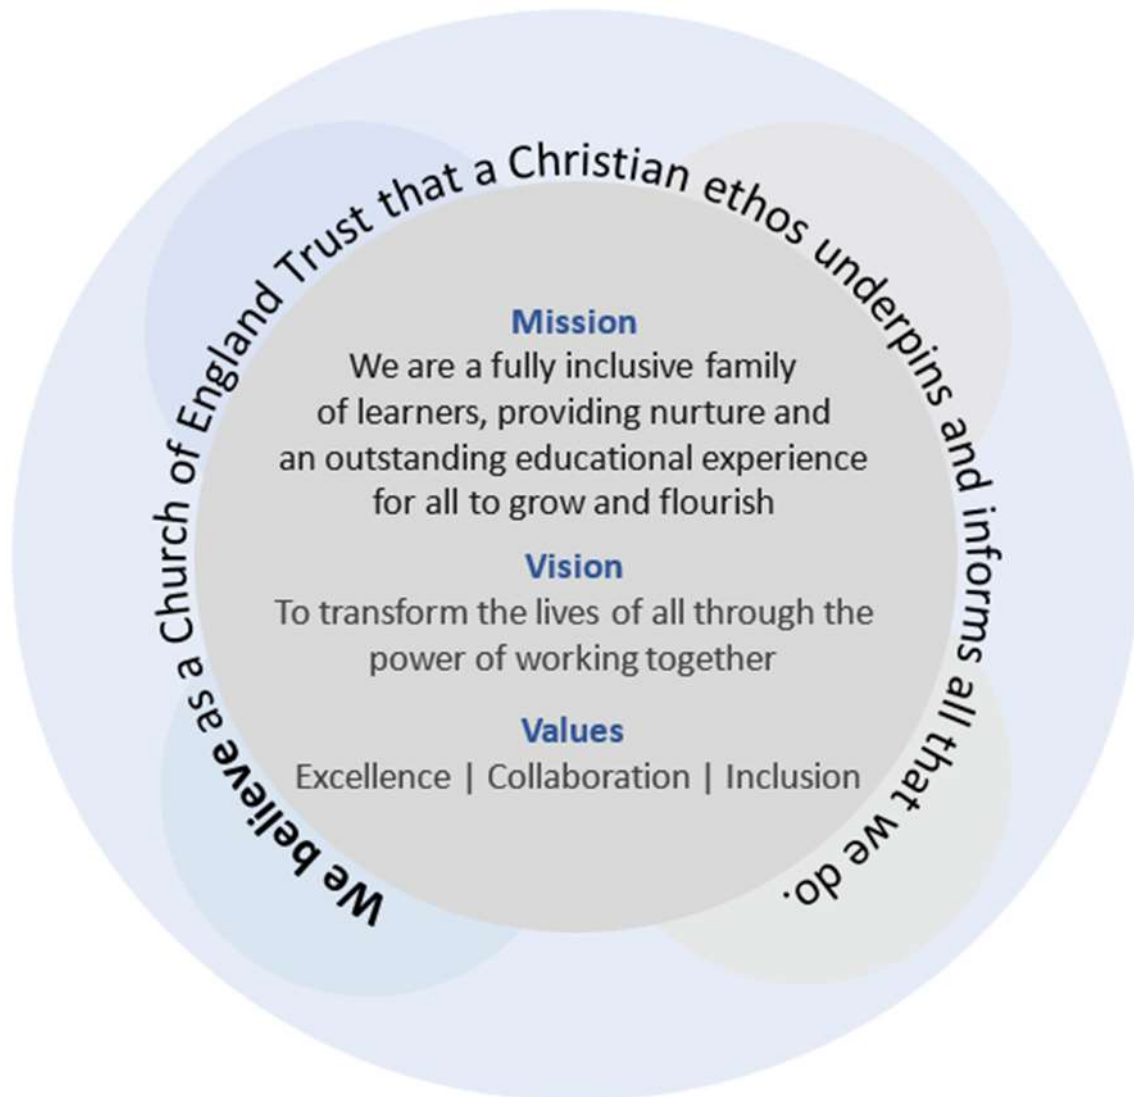 We believe as a Church of England Trust that a Christian ethos underpins and informs all that we do.
Mission
We are a fully inclusive family
of learners, providing nurture and
an outstanding educational experience
for all to grow and flourish
Vision
To transform the lives of all through the
power of working together
Values
Excellence | Collaboration | Inclusion